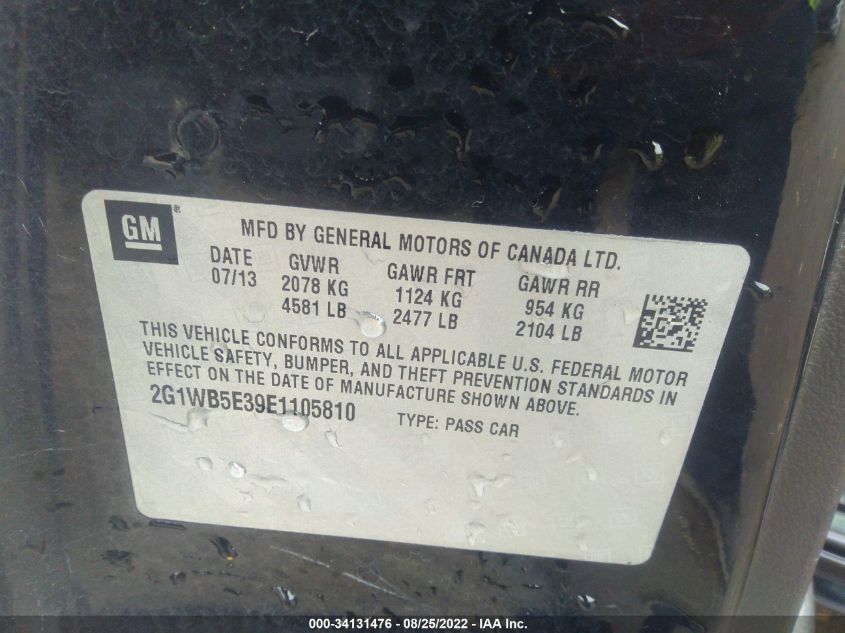 GM®
MFD BY GENERAL MOTORS OF CANADA LTD.
DATE GVWR GAWR FRT GAWR RR
07/13 2078 KG 1124 KG 954 KG
4581 LB 2477 LB 2104 LB
THIS VEHICLE CONFORMS TO ALL APPLICABLE U.S. FEDERAL MOTOR
VEHICLE SAFETY, BUMPER, AND THEFT PREVENTION STANDARDS IN
EFFECT ON THE DATE OF MANUFACTURE SHOWN ABOVE.
2G1WB5E39E1105810 TYPE: PASS CAR
000-34131476 - 08/25/2022 - IAA Inc.